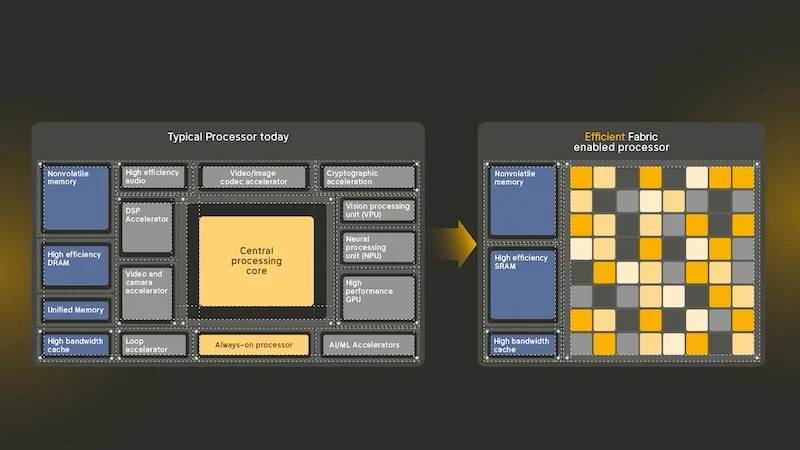 Typical Processor today
Nonvolatile
memory
High efficiency
audio
Video/image
codec accelerator
Cryptographic
acceleration
DSP
Accelerator
Vision processing
unit (VPU)
High efficiency
DRAM
Central
processing
core
Neural
processing
unit (NPU)
Video and
camera
accelerator
High
performance
GPU
Unified Memory
High bandwidth
cache
Loop
accelerator
Always-on processor
AI/ML Accelerators
Efficient Fabric
enabled processor
Nonvolatile
memory
High efficiency
SRAM
High bandwidth
cache